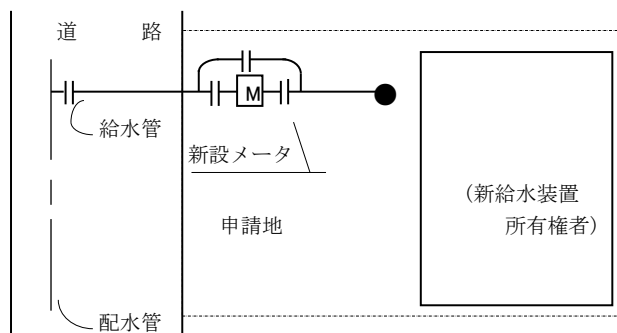 道　　路
M
給水管
新設メータ
（新給水装置
所有権者）
申請地
配水管